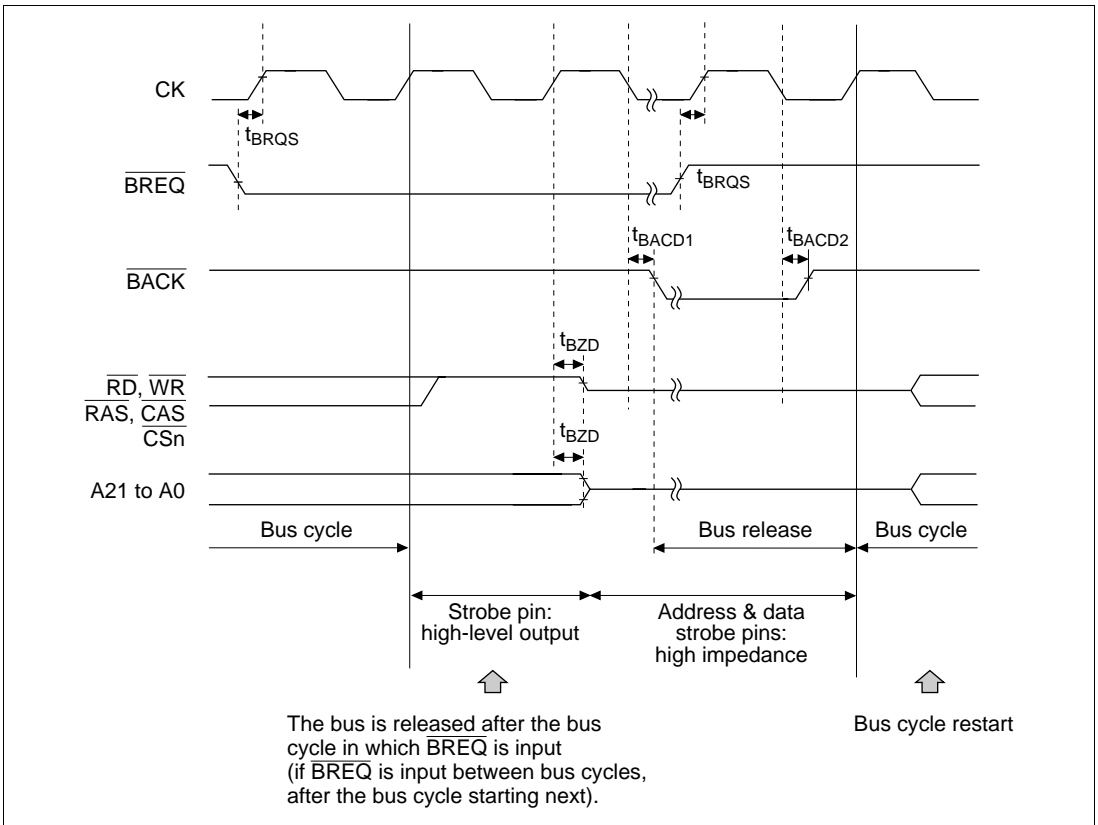 CK
tBRQS
BREQ
tBRQS
tBACD1
tBACD2
BACK
tBZD
RD, WR
RAS, CAS
CSn
tBZD
A21 to A0
Bus cycle
Bus release
Bus cycle
Strobe pin:
high-level output
Address & data
strobe pins:
high impedance
The bus is released after the bus
cycle in which BREQ is input
(if BREQ is input between bus cycles,
after the bus cycle starting next).
Bus cycle restart